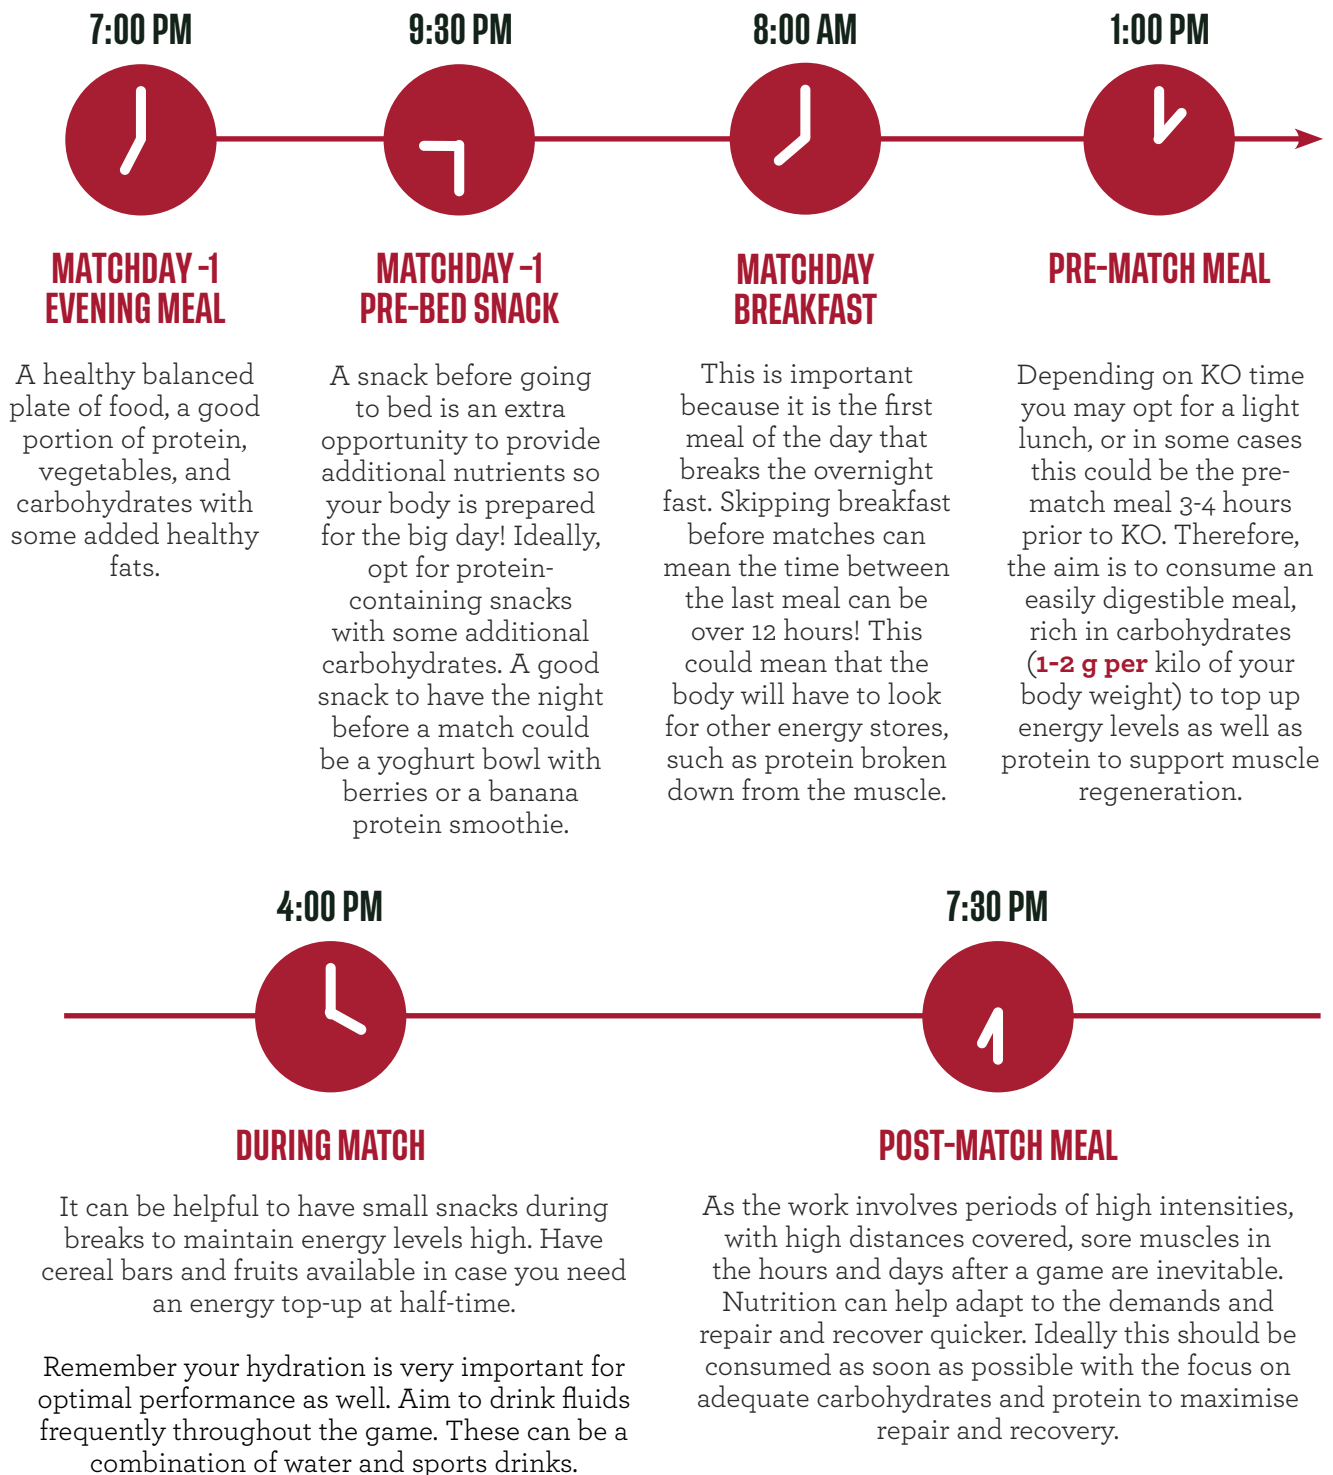 7:00 PM
9:30 PM
8:00 AM
1:00 PM
MATCHDAY -1
EVENING MEAL
A healthy balanced
plate of food, a good
portion of protein,
vegetables, and
carbohydrates with
some added healthy
fats.
MATCHDAY –1
PRE-BED SNACK
A snack before going
to bed is an extra
opportunity to provide
additional nutrients so
your body is prepared
for the big day! Ideally,
opt for protein-
containing snacks
with some additional
carbohydrates. A good
snack to have the night
before a match could
be a yoghurt bowl with
berries or a banana
protein smoothie.
MATCHDAY
BREAKFAST
This is important
because it is the first
meal of the day that
breaks the overnight
fast. Skipping breakfast
before matches can
mean the time between
the last meal can be
over 12 hours! This
could mean that the
body will have to look
for other energy stores,
such as protein broken
down from the muscle.
PRE-MATCH MEAL
Depending on KO time
you may opt for a light
lunch, or in some cases
this could be the pre-
match meal 3-4 hours
prior to KO. Therefore,
the aim is to consume an
easily digestible meal,
rich in carbohydrates
(1-2 g per kilo of your
body weight) to top up
energy levels as well as
protein to support muscle
regeneration.
4:00 PM
7:30 PM
DURING MATCH
It can be helpful to have small snacks during
breaks to maintain energy levels high. Have
cereal bars and fruits available in case you need
an energy top-up at half-time.
Remember your hydration is very important for
optimal performance as well. Aim to drink fluids
frequently throughout the game. These can be a
combination of water and sports drinks.
POST-MATCH MEAL
As the work involves periods of high intensities,
with high distances covered, sore muscles in
the hours and days after a game are inevitable.
Nutrition can help adapt to the demands and
repair and recover quicker. Ideally this should be
consumed as soon as possible with the focus on
adequate carbohydrates and protein to maximise
repair and recovery.